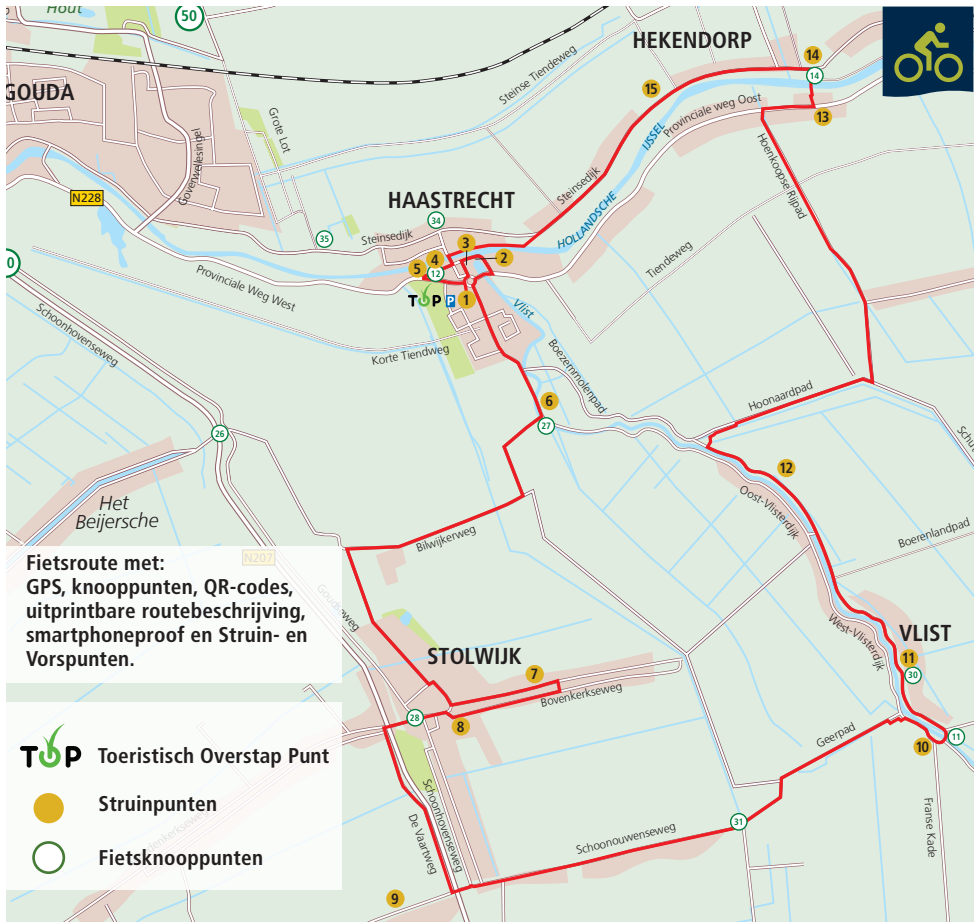 Hout
50
HEKENDORP
14
14
GOUDA
Steinse Tiendeweg
15
Provinciale weg Oost
13
Grote Lot
IJSSEL
Hoenkoopse Rijpad
Goverwellesingel
Steinsedijk
N228
HAASTRECHT
34
HOLLANDSCHE
35
Steinsedijk
3
Tiendeweg
4
2
5
12
0
Provinciale Weg West
TOP
P
1
Vlist
Schoonhovenseweg
Korte Tiendweg
Boezemmolenpad
Hoonaardpad
6
27
26
Schut
12
Oost-Vlisterdijk
Het
Beijersche
Bilwijkerweg
Boerenlandpad
N207
Fietsroute met:
GPS, knooppunten, QR-codes,
uitprintbare routebeschrijving,
smartphoneproof en Struin- en
Vorspunten.
West-Vlisterdijk
VLIST
STOLWIJK
11
7
30
Bovenkerkseweg
28
8
Geerpad
11
10
TOP
Toeristisch Overstap Punt
Schoonhovenseweg
Struinpunten
De Vaartweg
31
Franse Kade
Schoonouwenseweg
Fietsknooppunten
9